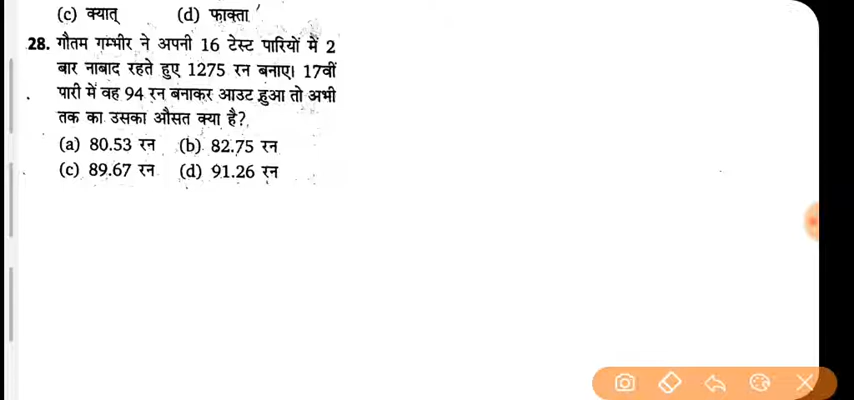 (c) क्यात् (d) फाक्ता
28. गौतम गम्भीर ने अपनी 16 टेस्ट पारियों में 2
बार नाबाद रहते हुए 1275 रन बनाए। 17वीं
पारी में वह 94 रन बनाकर आउट हुआ तो अभी
तक का उसका औसत क्या है?
(a) 80.53 रन (b) 82.75 रन
(c) 89.67 रन (d) 91.26 रन